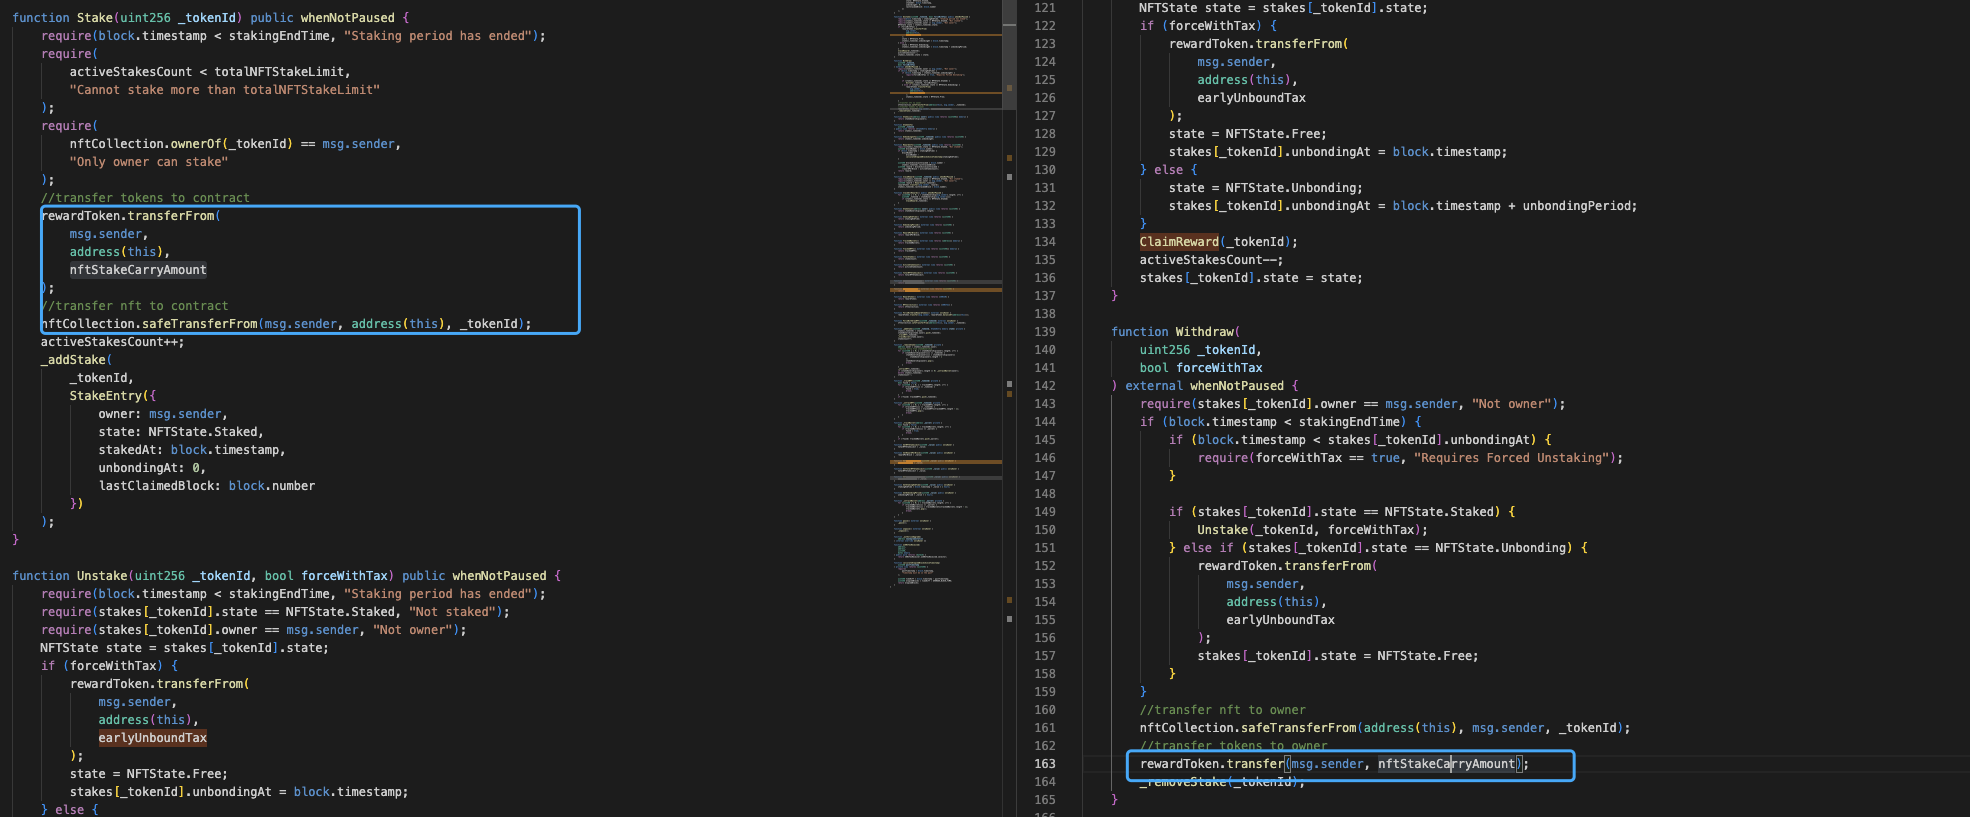 function Stake(uint256 _tokenId) public whenNotPaused {
require(block.timestamp < stakingEndTime, "Staking period has ended");
require(
activeStakesCount < totalNFTStakeLimit,
"Cannot stake more than totalNFTStakeLimit"
);
require(
nftCollection.ownerOf(_tokenId) == msg.sender,
"Only owner can stake"
);
//transfer tokens to contract
rewardToken.transferFrom(
msg.sender,
address(this),
nftStakeCarryAmount
);
//transfer nft to contract
nftCollection.safeTransferFrom(msg.sender, address(this), _tokenId);
activeStakesCount++;
_addStake(
_tokenId,
StakeEntry({
owner: msg.sender,
state: NFTState.Staked,
stakedAt: block.timestamp,
unbondingAt: 0,
lastClaimedBlock: block.number
})
);
}
function Unstake(uint256 _tokenId, bool forceWithTax) public whenNotPaused {
require(block.timestamp < stakingEndTime, "Staking period has ended");
require(stakes[_tokenId].state == NFTState.Staked, "Not staked");
require(stakes[_tokenId].owner == msg.sender, "Not owner");
NFTState state = stakes[_tokenId].state;
if (forceWithTax) {
rewardToken.transferFrom(
msg.sender,
address(this),
earlyUnboundTax
);
state = NFTState.Free;
stakes[_tokenId].unbondingAt = block.timestamp;
} else {
121 NFTState state = stakes[_tokenId].state;
122 if (forceWithTax) {
123 rewardToken.transferFrom(
124 msg.sender,
125 address(this),
126 earlyUnboundTax
127 );
128 state = NFTState.Free;
129 stakes[_tokenId].unbondingAt = block.timestamp;
130 } else {
131 state = NFTState.Unbonding;
132 stakes[_tokenId].unbondingAt = block.timestamp + unbondingPeriod;
133 }
134 ClaimReward(_tokenId);
135 activeStakesCount--;
136 stakes[_tokenId].state = state;
137 }
138
139 function Withdraw(
140 uint256 _tokenId,
141 bool forceWithTax
142 ) external whenNotPaused {
143 require(stakes[_tokenId].owner == msg.sender, "Not owner");
144 if (block.timestamp < stakingEndTime) {
145 if (block.timestamp < stakes[_tokenId].unbondingAt) {
146 require(forceWithTax == true, "Requires Forced Unstaking");
147 }
148
149 if (stakes[_tokenId].state == NFTState.Staked) {
150 Unstake(_tokenId, forceWithTax);
151 } else if (stakes[_tokenId].state == NFTState.Unbonding) {
152 rewardToken.transferFrom(
153 msg.sender,
154 address(this),
155 earlyUnboundTax
156 );
157 stakes[_tokenId].state = NFTState.Free;
158 }
159 }
160 //transfer nft to owner
161 nftCollection.safeTransferFrom(address(this), msg.sender, _tokenId);
162 //transfer tokens to owner
163 rewardToken.transfer(msg.sender, nftStakeCarryAmount);
164 _removeStake(_tokenId);
165 }
166